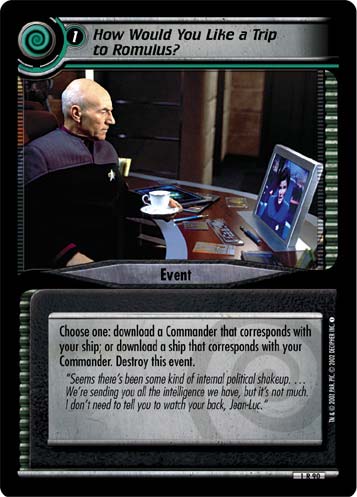 1
How Would You Like a Trip
to Romulus?
Event
Choose one: download a Commander that corresponds with
your ship; or download a ship that corresponds with your
Commander. Destroy this event.
"Seems there's been some kind of internal political shakeup. . . .
We're sending you all the intelligence we have, but it's not much.
I don't need to tell you to watch your back, Jean-Luc."
TM & © 2002 PAR. PIC. © 2002 DECIPHER INC.
1 R 90